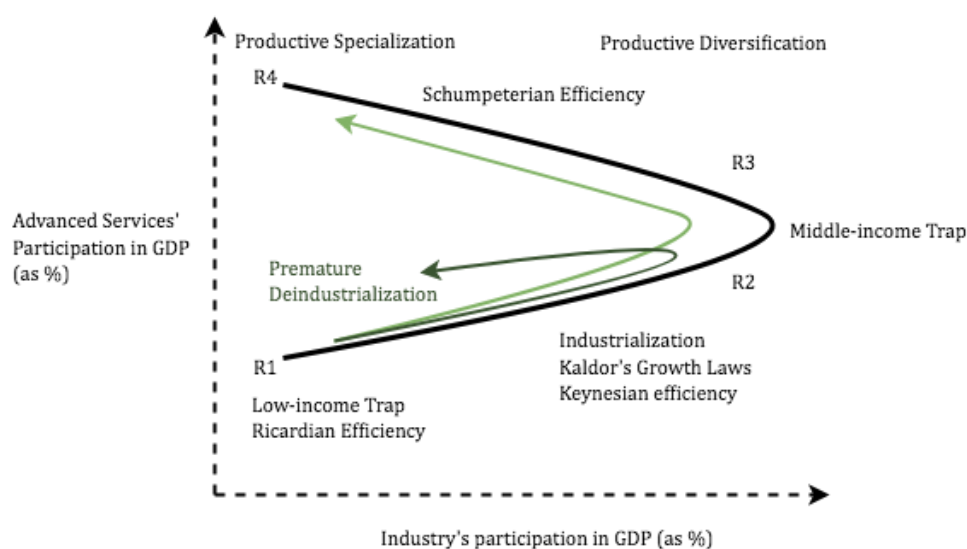 Productive Specialization
Productive Diversification
R4
Schumpeterian Efficiency
R3
Advanced Services'
Participation in GDP
(as %)
Middle-income Trap
Premature
Deindustrialization
R2
Industrialization
Kaldor's Growth Laws
Keynesian efficiency
R1
Low-income Trap
Ricardian Efficiency
Industry's participation in GDP (as %)